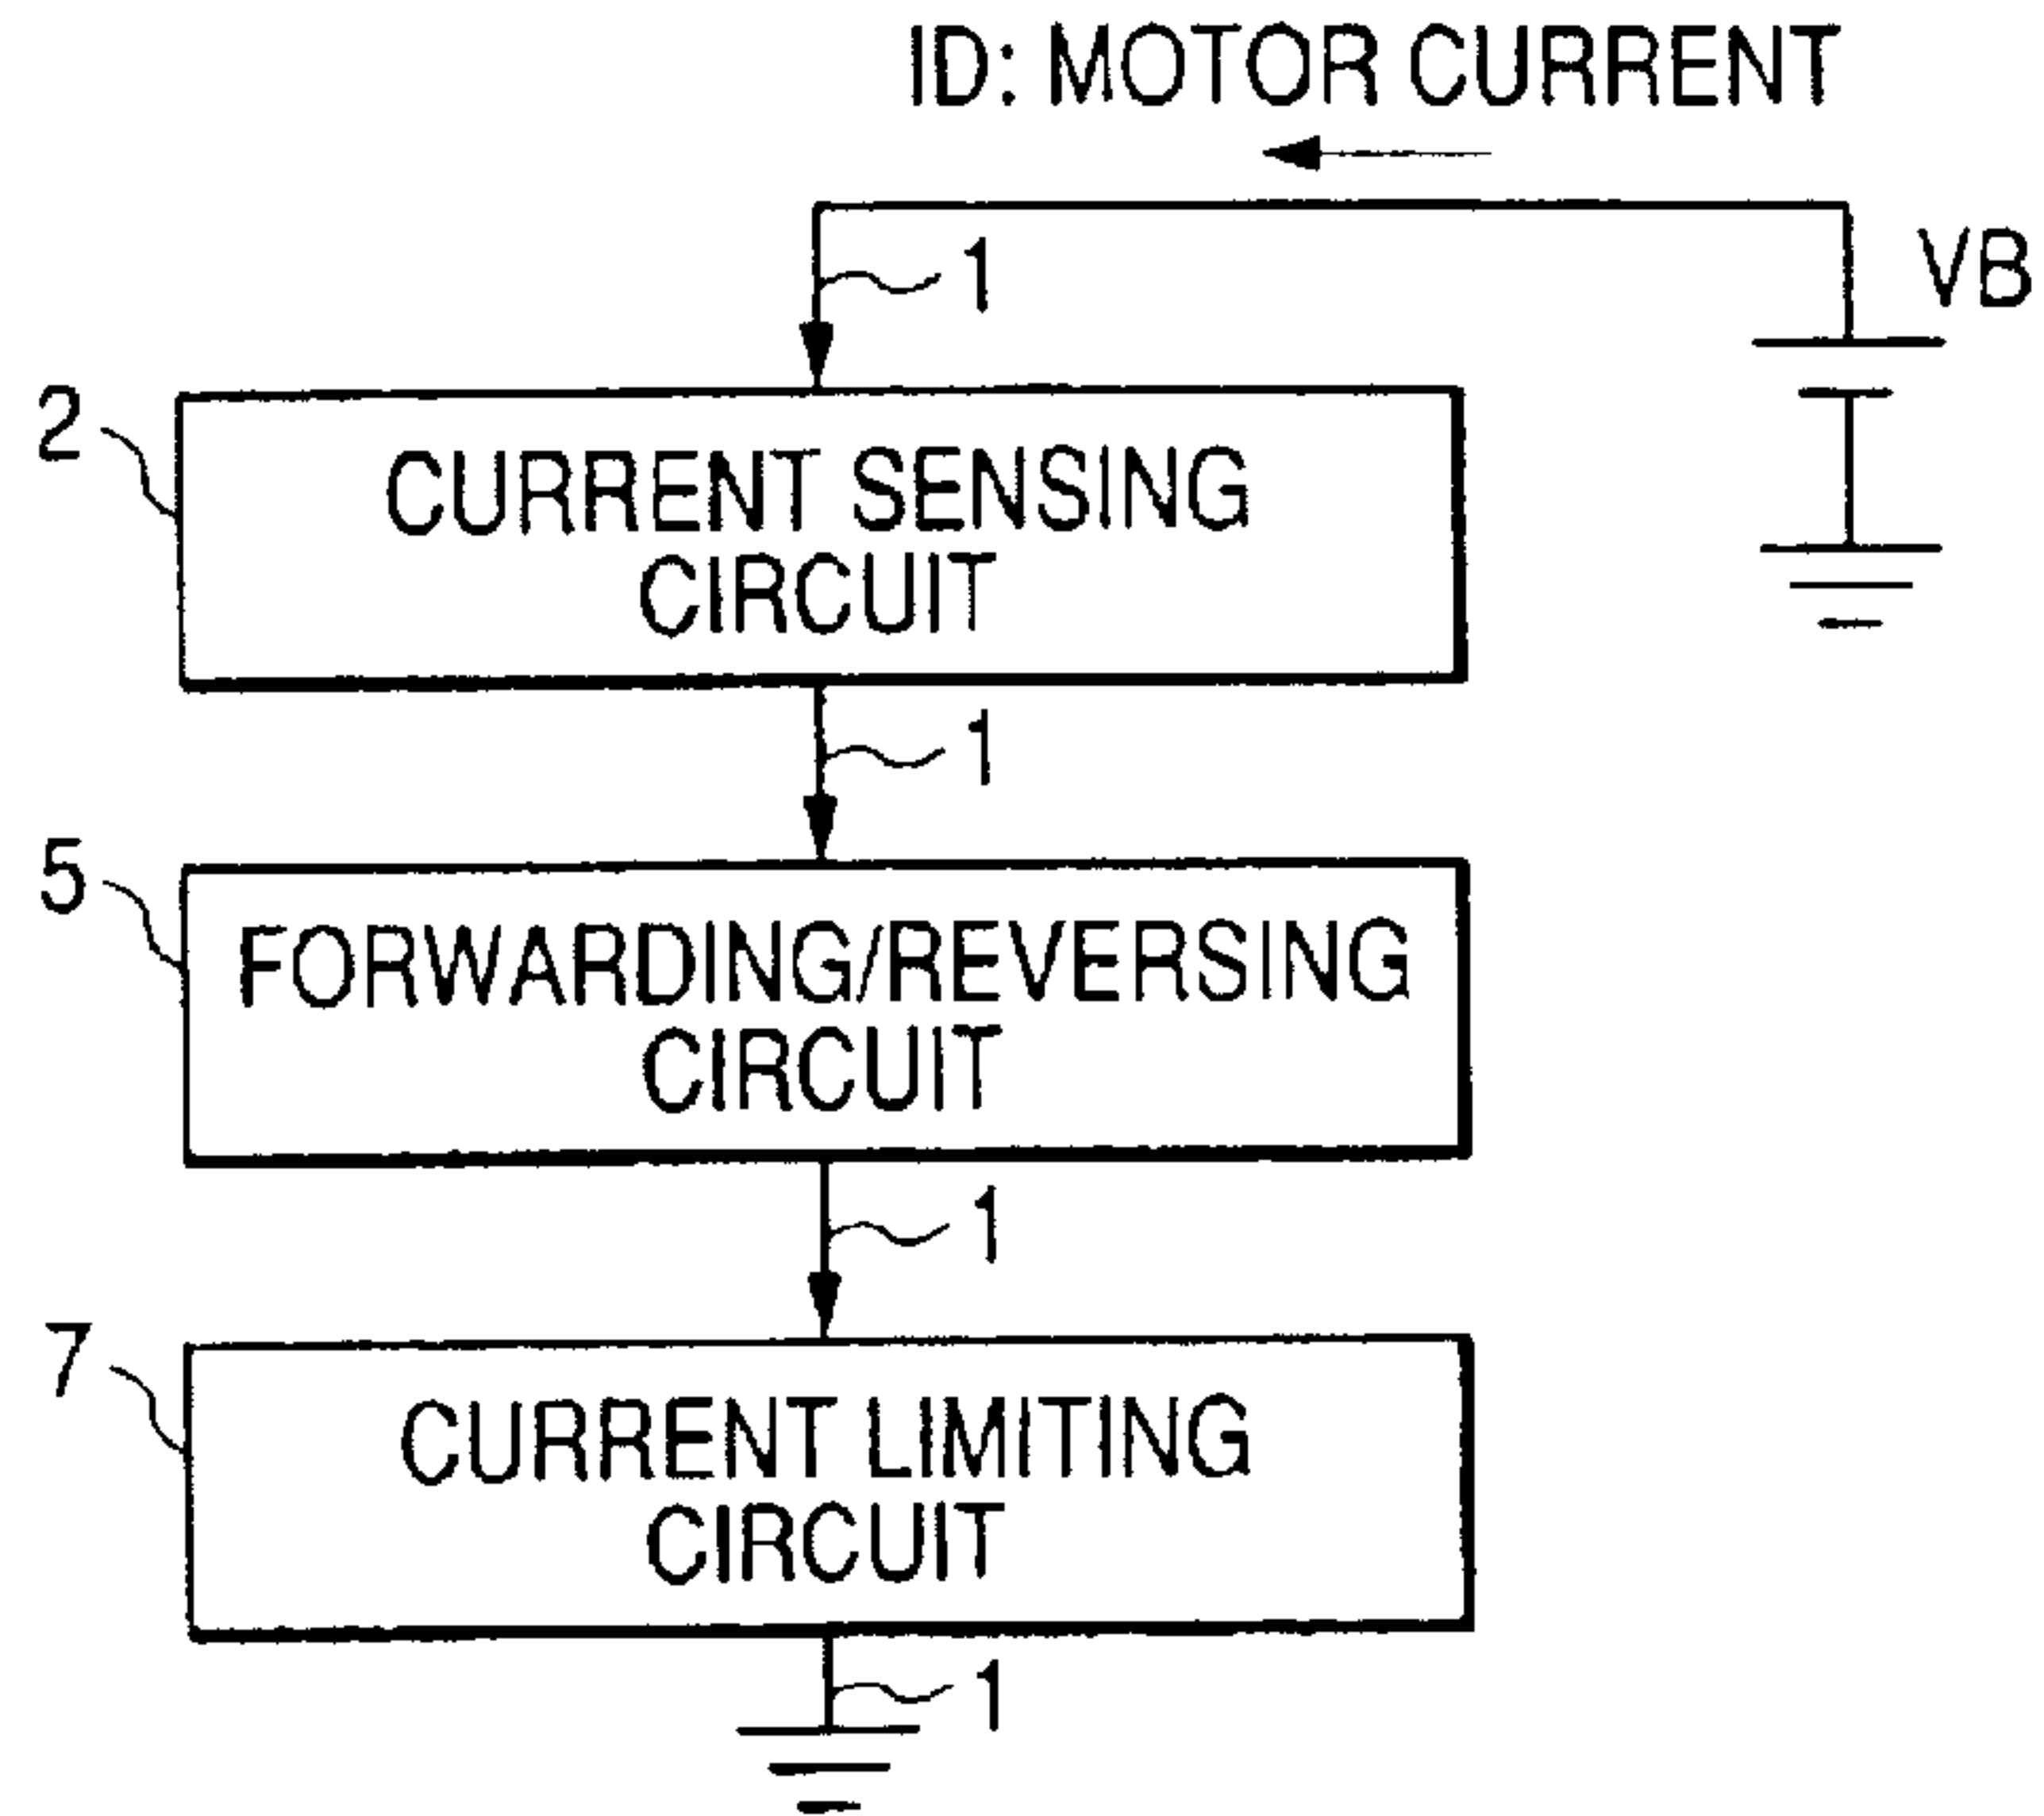 ID: MOTOR CURRENT
1
VB
2
CURRENT SENSING
CIRCUIT
1
5
FORWARDING/REVERSING
CIRCUIT
1
7
CURRENT LIMITING
CIRCUIT
1